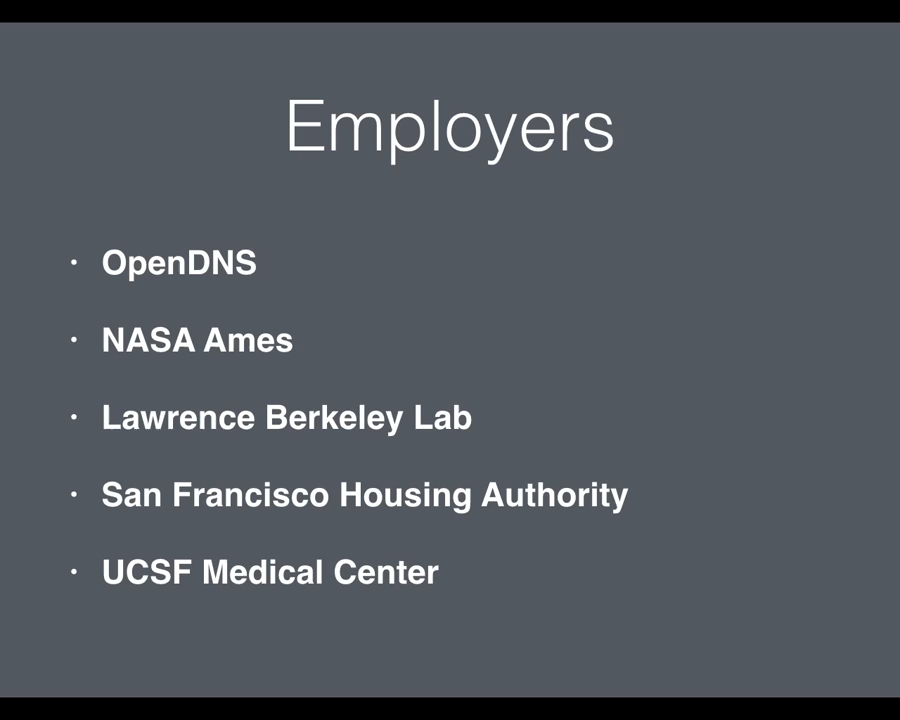 Employers
• OpenDNS
• NASA Ames
• Lawrence Berkeley Lab
• San Francisco Housing Authority
• UCSF Medical Center